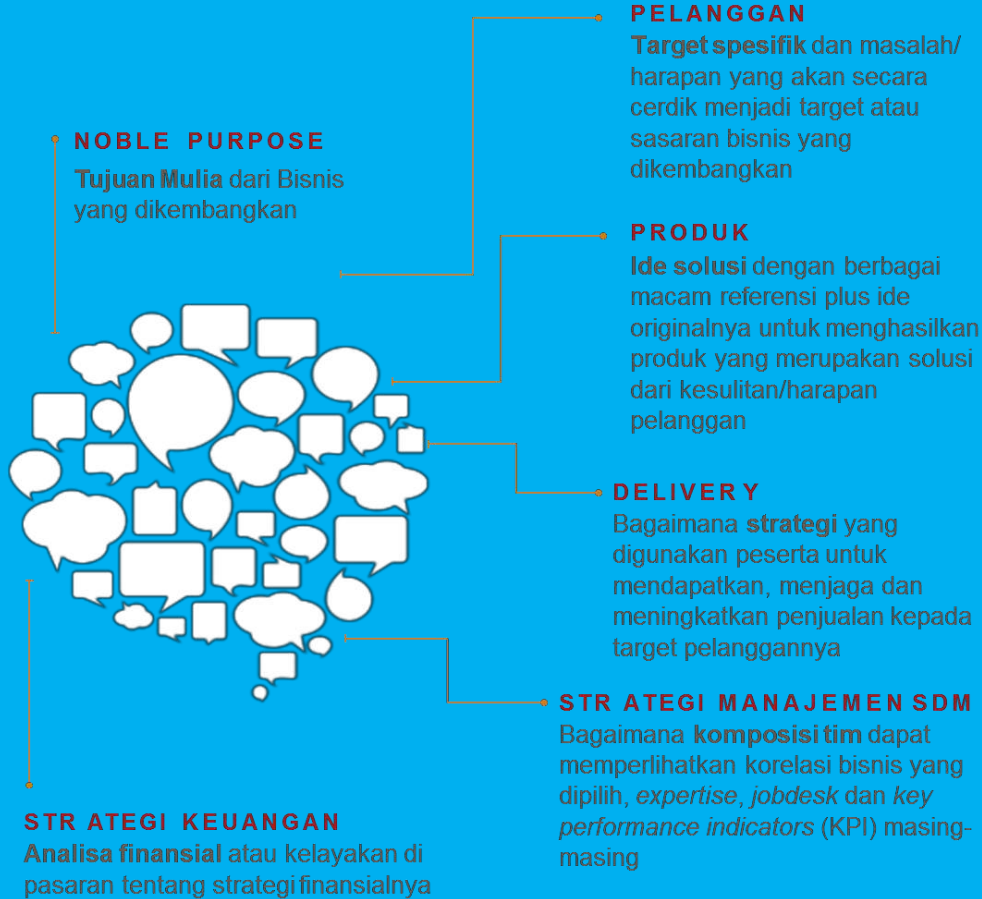 NOBLE PURPOSE
Tujuan Mulia dari Bisnis
yang dikembangkan
PELANGGAN
Target spesifik dan masalah/
harapan yang akan secara
cerdik menjadi target atau
sasaran bisnis yang
dikembangkan
PRODUK
Ide solusi dengan berbagai
macam referensi plus ide
originalnya untuk menghasilkan
produk yang merupakan solusi
dari kesulitan/harapan
pelanggan
DELIVERY
Bagaimana strategi yang
digunakan peserta untuk
mendapatkan, menjaga dan
meningkatkan penjualan kepada
target pelanggannya
STRATEGI MANAJEMEN SDM
Bagaimana komposisi tim dapat
memperlihatkan korelasi bisnis yang
dipilih, expertise, jobdesk dan key
performance indicators (KPI) masing-
masing
STRATEGI KEUANGAN
Analisa finansial atau kelayakan di
pasaran tentang strategi finansialnya